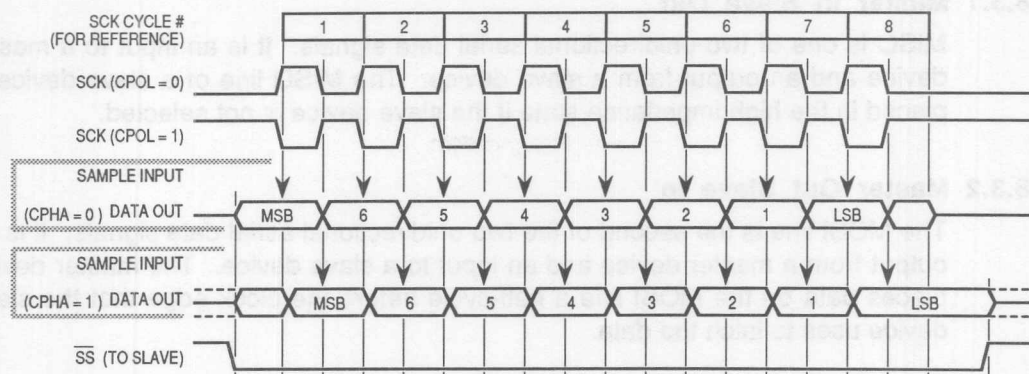 SCK CYCLE # 1 2 3 4 5 6 7 8
(FOR REFERENCE)
SCK (CPOL = 0)
SCK (CPOL = 1)
SAMPLE INPUT
(CPHA = 0) DATA OUT MSB 6 5 4 3 2 1 LSB
SAMPLE INPUT
(CPHA = 1) DATA OUT MSB 6 5 4 3 2 1 LSB
SS (TO SLAVE)